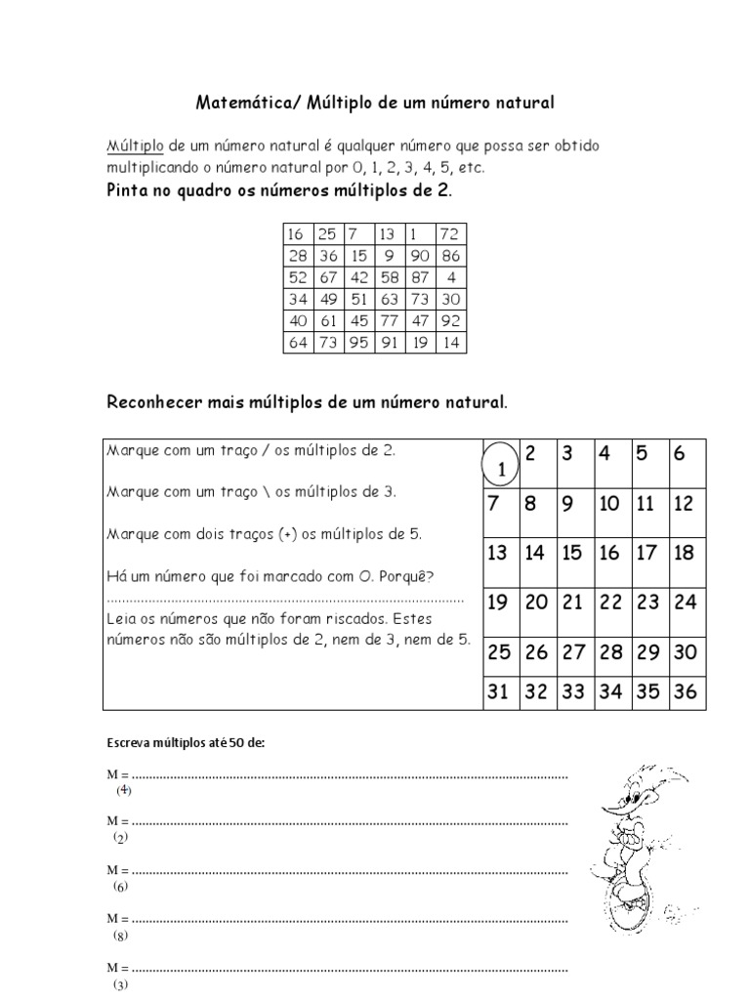 Matemática/ Múltiplo de um número natural
Múltiplo de um número natural é qualquer número que possa ser obtido
multiplicando o número natural por 0, 1, 2, 3, 4, 5, etc.
Pinta no quadro os números múltiplos de 2.
16 25 7 13 1 72
28 36 15 9 90 86
52 67 42 58 87 4
34 49 51 63 73 30
40 61 45 77 47 92
64 73 95 91 19 14
Reconhecer mais múltiplos de um número natural.
Marque com um traço / os múltiplos de 2.
Marque com um traço \ os múltiplos de 3.
Marque com dois traços (+) os múltiplos de 5.
Há um número que foi marcado com O. Porquê?
................................................................................
Leia os números que não foram riscados. Estes
números não são múltiplos de 2, nem de 3, nem de 5.
1 2 3 4 5 6
7 8 9 10 11 12
13 14 15 16 17 18
19 20 21 22 23 24
25 26 27 28 29 30
31 32 33 34 35 36
Escreva múltiplos até 50 de:
M = ................................................................................
(4)
M = ................................................................................
(2)
M = ................................................................................
(6)
M = ................................................................................
(8)
M = ................................................................................
(3)